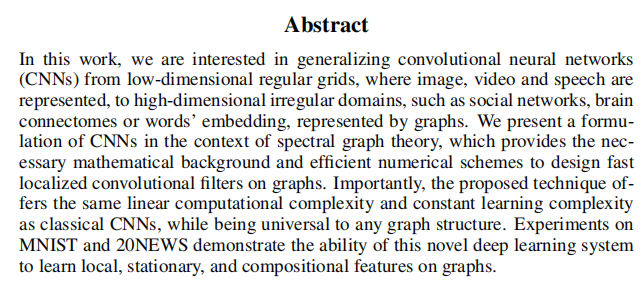 Abstract
In this work, we are interested in generalizing convolutional neural networks
(CNNs) from low-dimensional regular grids, where image, video and speech are
represented, to high-dimensional irregular domains, such as social networks, brain
connectomes or words' embedding, represented by graphs. We present a formu-
lation of CNNs in the context of spectral graph theory, which provides the nec-
essary mathematical background and efficient numerical schemes to design fast
localized convolutional filters on graphs. Importantly, the proposed technique of-
fers the same linear computational complexity and constant learning complexity
as classical CNNs, while being universal to any graph structure. Experiments on
MNIST and 20NEWS demonstrate the ability of this novel deep learning system
to learn local, stationary, and compositional features on graphs.